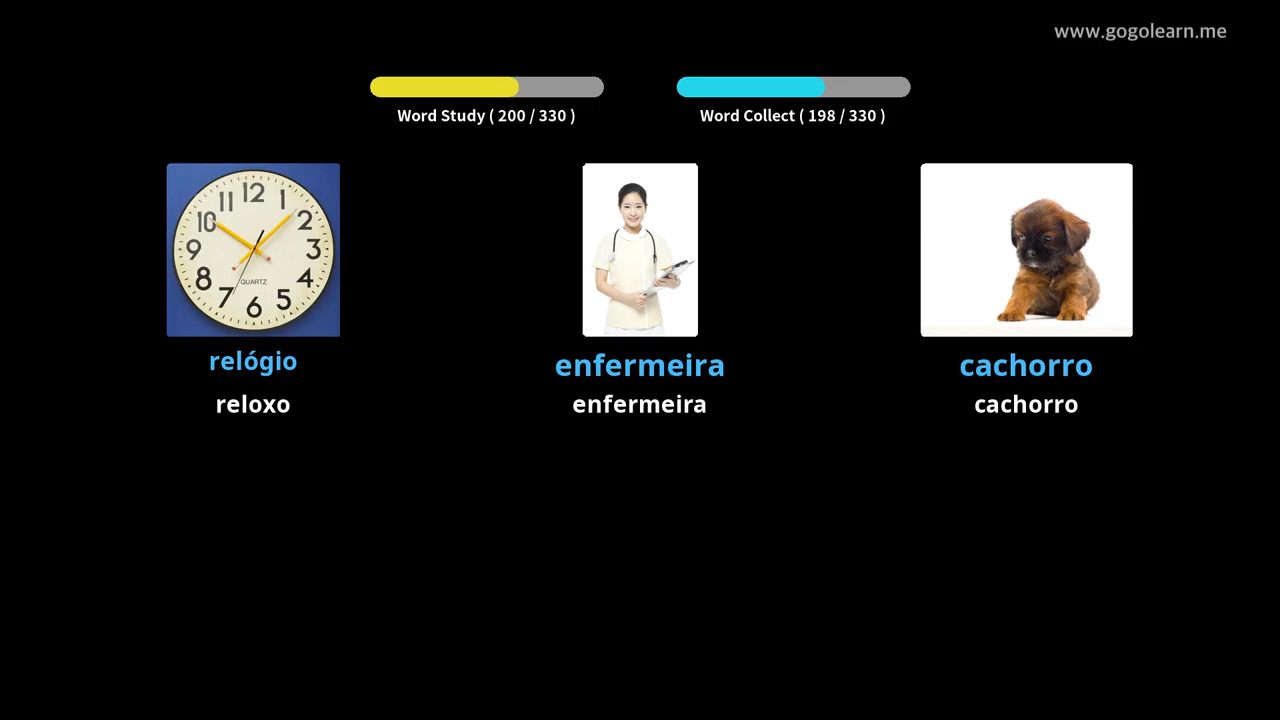 www.gogolearn.me
Word Study ( 200 / 330 )
Word Collect ( 198 / 330 )
12
1
2
3
4
5
6
7
8
9
10
11
QUARTZ
relógio
enfermeira
cachorro
reloxo
enfermeira
cachorro